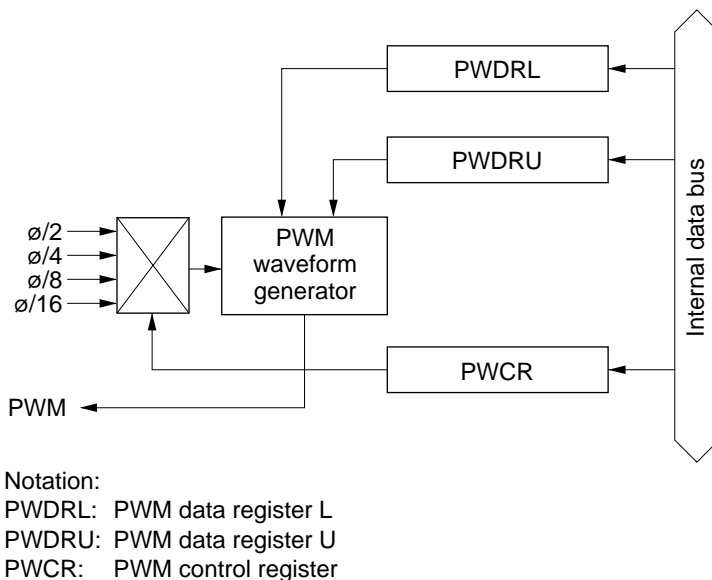 PWDRL
PWDRU
Internal data bus
ø/2
ø/4
ø/8
ø/16
PWM
waveform
generator
PWCR
PWM
Notation:
PWDRL: PWM data register L
PWDRU: PWM data register U
PWCR: PWM control register